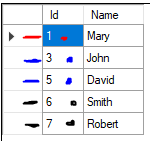 Id Name
1 Mary
3 John
5 David
6 Smith
7 Robert